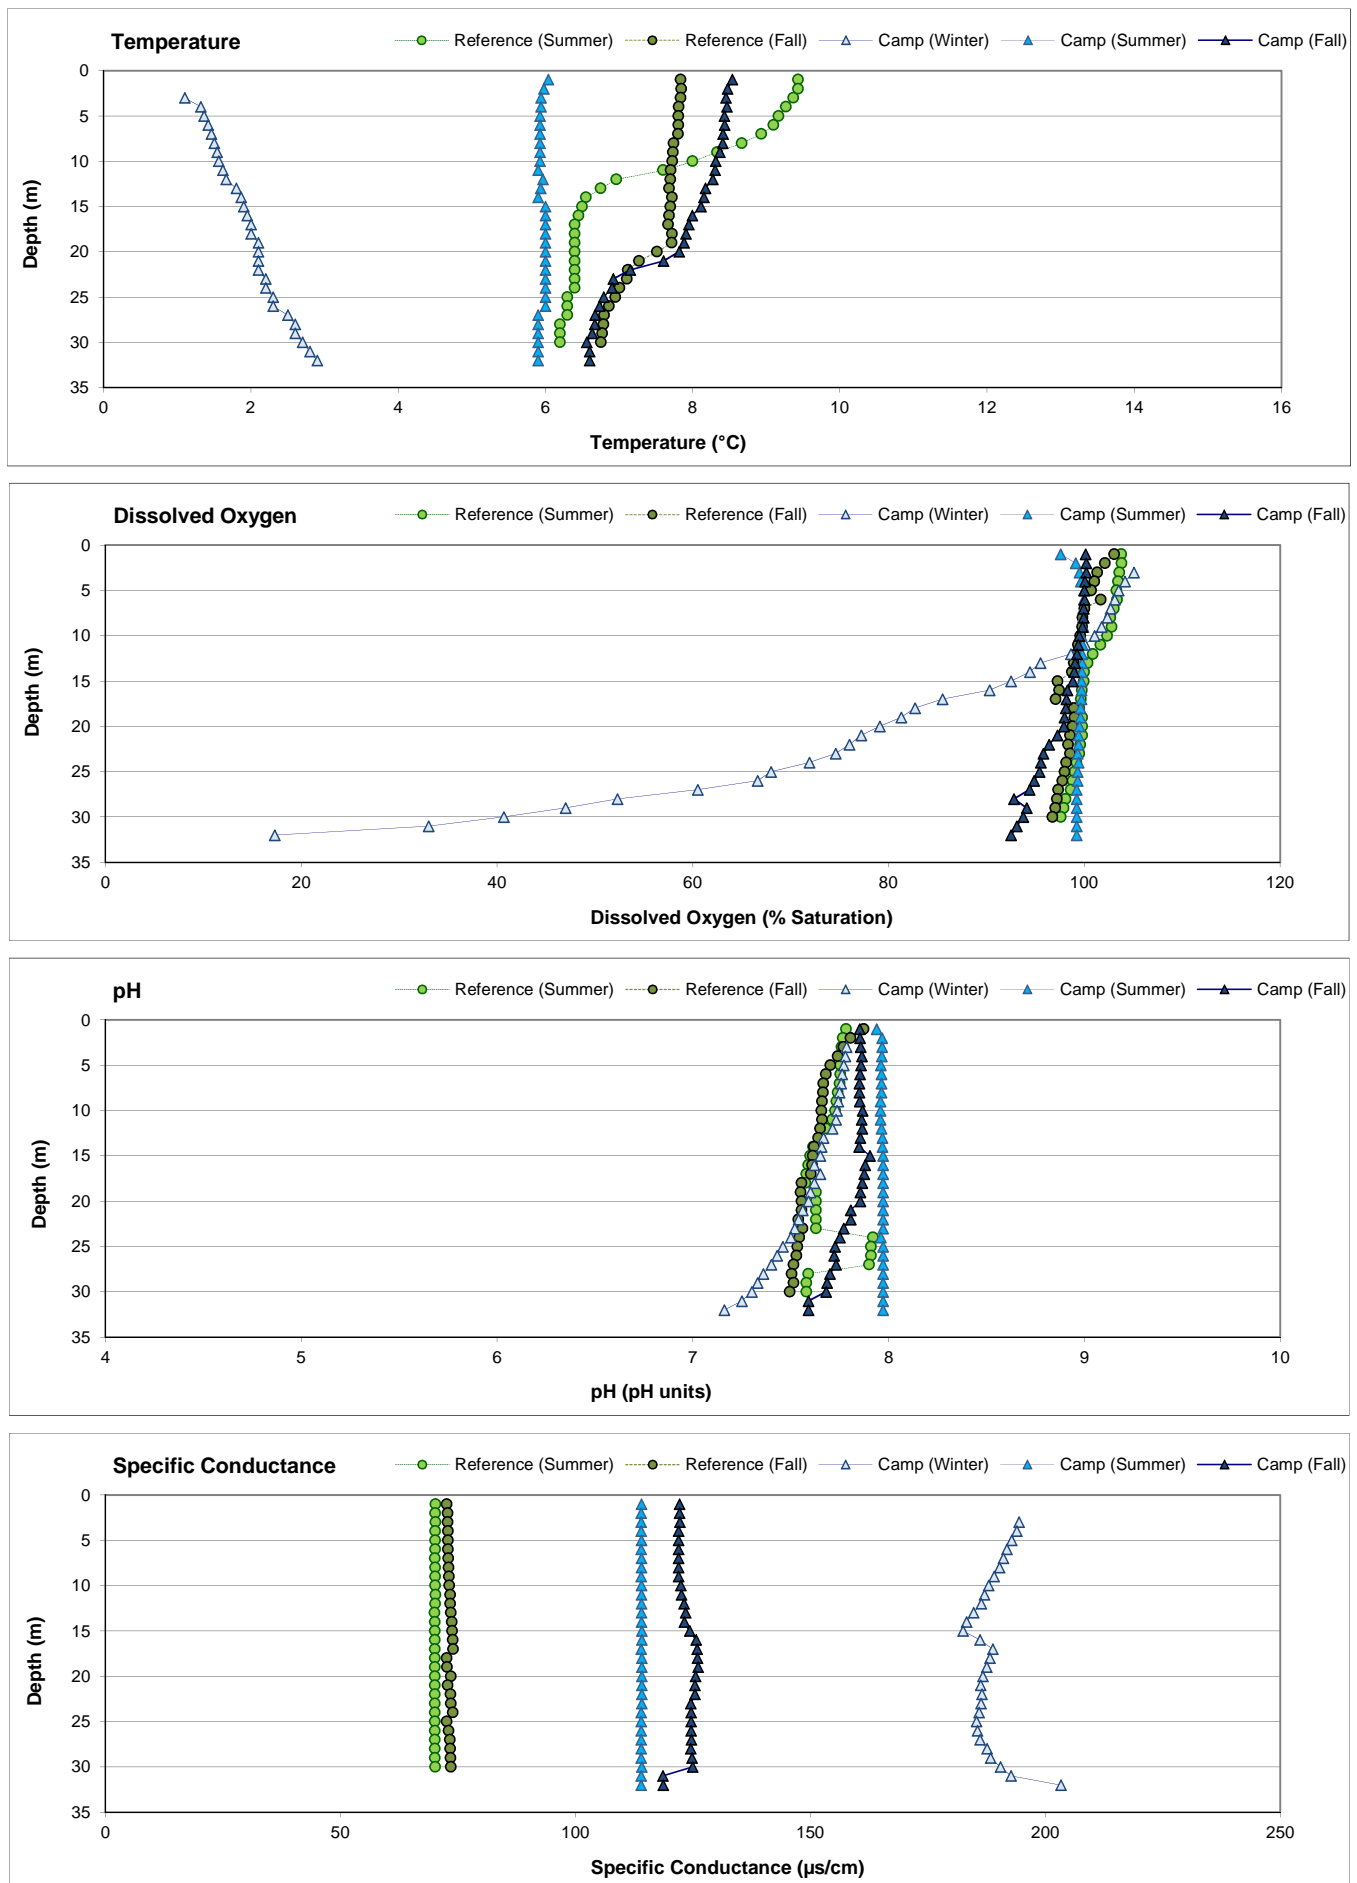 Temperature
Reference (Summer) Reference (Fall) Camp (Winter) Camp (Summer) Camp (Fall)
0
5
10
15
20
25
30
35
Depth (m)
0 2 4 6 8 10 12 14 16
Temperature (°C)
Dissolved Oxygen
Reference (Summer) Reference (Fall) Camp (Winter) Camp (Summer) Camp (Fall)
0
5
10
15
20
25
30
35
Depth (m)
0 20 40 60 80 100 120
Dissolved Oxygen (% Saturation)
pH
Reference (Summer) Reference (Fall) Camp (Winter) Camp (Summer) Camp (Fall)
0
5
10
15
20
25
30
35
Depth (m)
4 5 6 7 8 9 10
pH (pH units)
Specific Conductance
Reference (Summer) Reference (Fall) Camp (Winter) Camp (Summer) Camp (Fall)
0
5
10
15
20
25
30
35
Depth (m)
0 50 100 150 200 250
Specific Conductance (µs/cm)